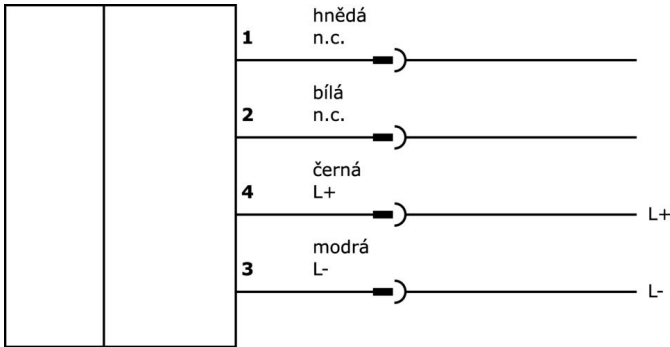 hnědá
1 n.c.
bílá
2 n.c.
černá
4 L+
L+
modrá
3 L-
L-